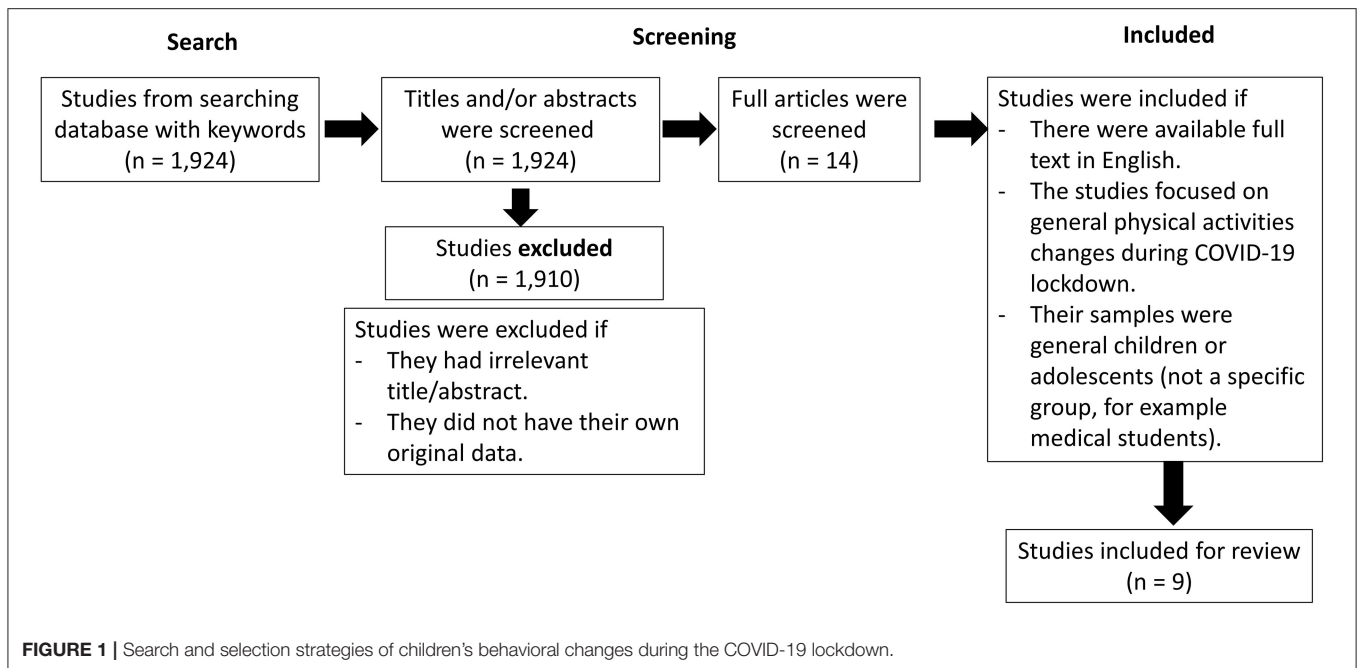 Search
Screening
Included
Studies from searching
database with keywords
(n = 1,924)
Titles and/or abstracts
were screened
(n = 1,924)
Full articles were
screened
(n = 14)
Studies were included if
- There were available full
text in English.
- The studies focused on
general physical activities
changes during COVID-19
lockdown.
- Their samples were
general children or
adolescents (not a specific
group, for example
medical students).
Studies excluded
(n = 1,910)
Studies were excluded if
- They had irrelevant
title/abstract.
- They did not have their own
original data.
Studies included for review
(n = 9)
FIGURE 1 | Search and selection strategies of children's behavioral changes during the COVID-19 lockdown.